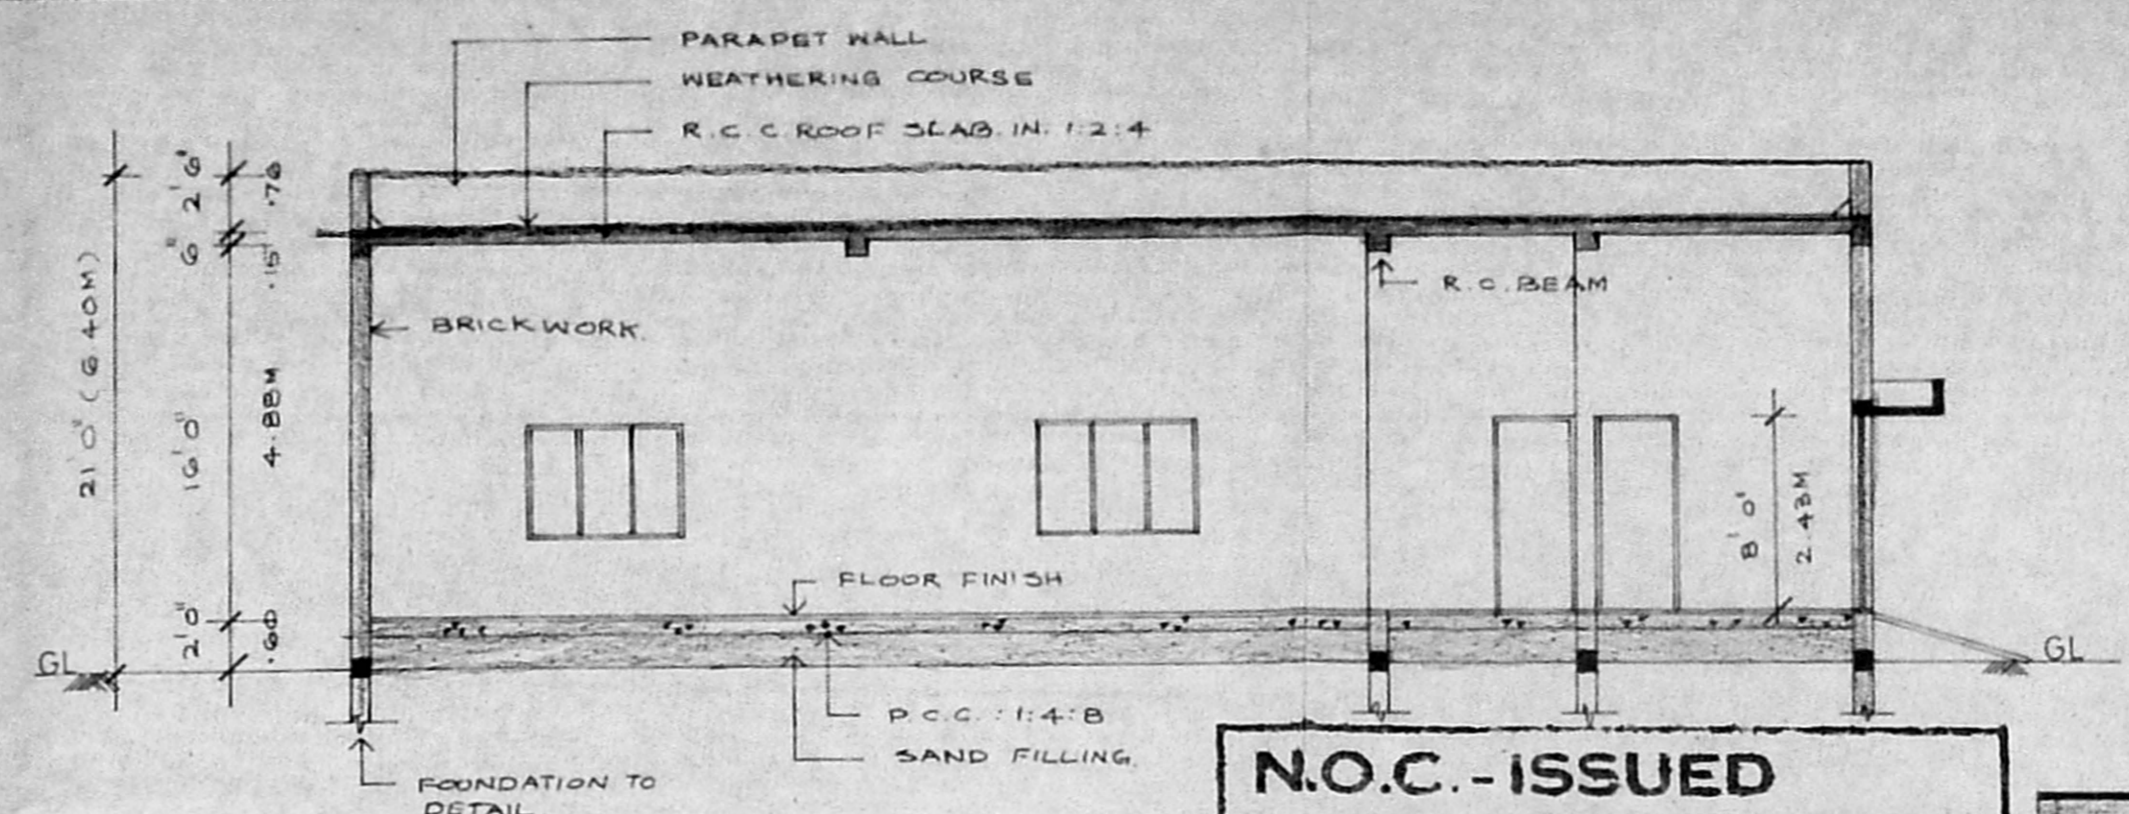 PARAPET WALL
WEATHERING COURSE
R.C.C. ROOF SLAB. IN. 1:2:4
2'6"
.76
6"
.15
21'0" (6.40M)
16'0"
4.88M
2'0"
.60
BRICKWORK.
R.C.BEAM
8'0"
2.43M
FLOOR FINISH
GL
GL
P.C.C. : 1:4:8
SAND FILLING.
FOUNDATION TO
DETAIL
N.O.C.-ISSUED